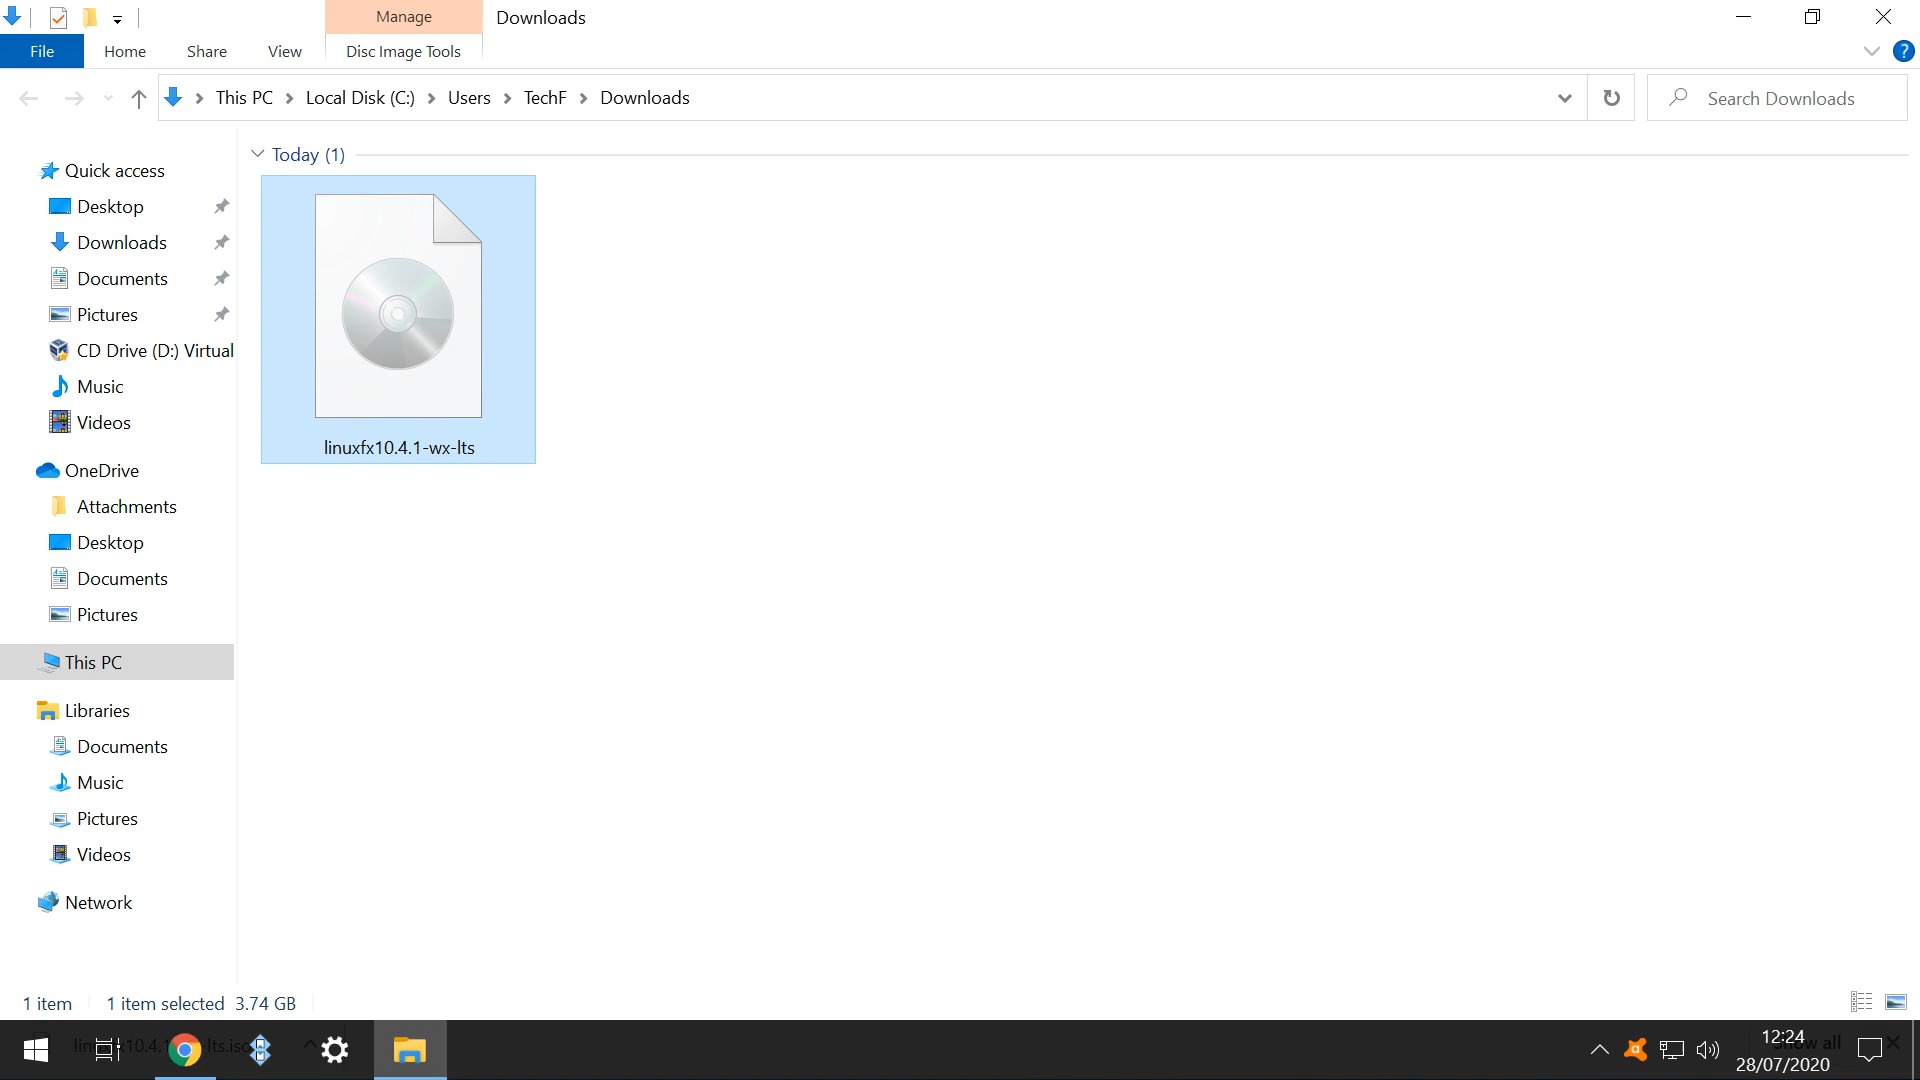 Manage
Downloads
File
Home
Share
View
Disc Image Tools
?
This PC
Local Disk (C:)
Users
TechF
Downloads
Search Downloads
Quick access
Desktop
Downloads
Documents
Pictures
CD Drive (D:) Virtual
Music
Videos
OneDrive
Attachments
Desktop
Documents
Pictures
This PC
Libraries
Documents
Music
Pictures
Videos
Network
Today (1)
linuxfx10.4.1-wx-lts
1 item
1 item selected 3.74 GB
12:24
28/07/2020